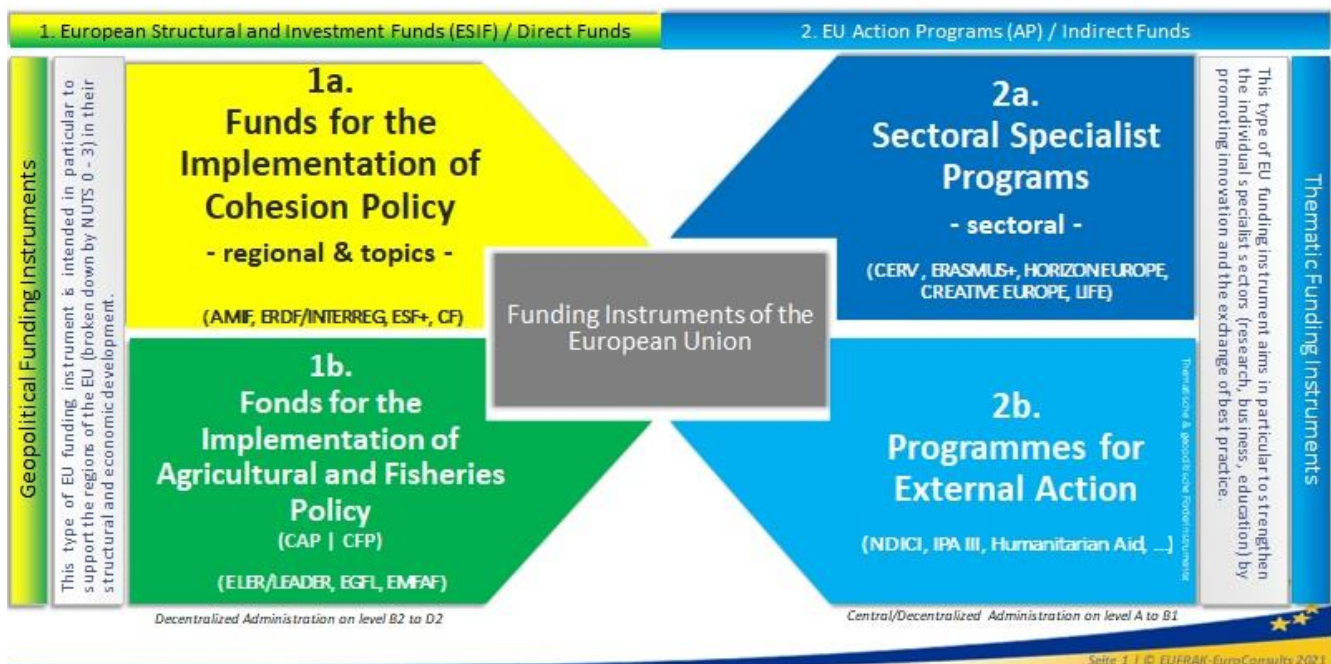 1. European Structural and Investment Funds (ESIF) / Direct Funds
2. EU Action Programs (AP) / Indirect Funds
Geopolitical Funding Instruments
This type of EU funding instrument is intended in particular to
support the regions of the EU (broken down by NUTS 0 - 3) in their
structural and economic development.
1a.
Funds for the
Implementation of
Cohesion Policy
- regional & topics -
(AMIF, ERDF/INTERREG, ESF+, CF)
1b.
Fonds for the
Implementation of
Agricultural and Fisheries
Policy
(CAP | CFP)
(ELER/LEADER, EGFL, EMFAF)
Decentralized Administration on level B2 to D2
Funding Instruments of the
European Union
2a.
Sectoral Specialist
Programs
- sectoral -
(CERV, ERASMUS+, HORIZON EUROPE,
CREATIVE EUROPE, LIFE)
2b.
Programmes for
External Action
(NDICI, IPA III, Humanitarian Aid, ...)
Thematische & geopolitische Förderinstrumente
Central/Decentralized Administration on level A to B1
This type of EU funding instrument aims in particular to strengthen
the individual specialist sectors (research, business, education) by
promoting innovation and the exchange of best practice.
Thematic Funding Instruments
Seite 1 | © EUFRAK-EuroConsults 2021